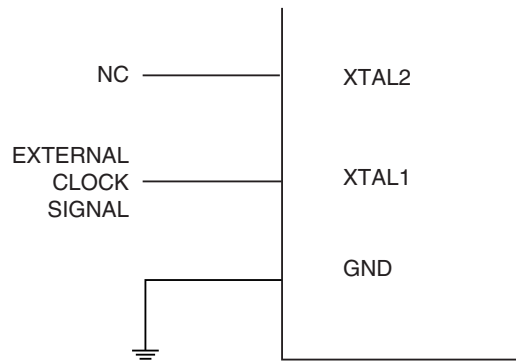 NC
XTAL2
EXTERNAL
CLOCK
SIGNAL
XTAL1
GND